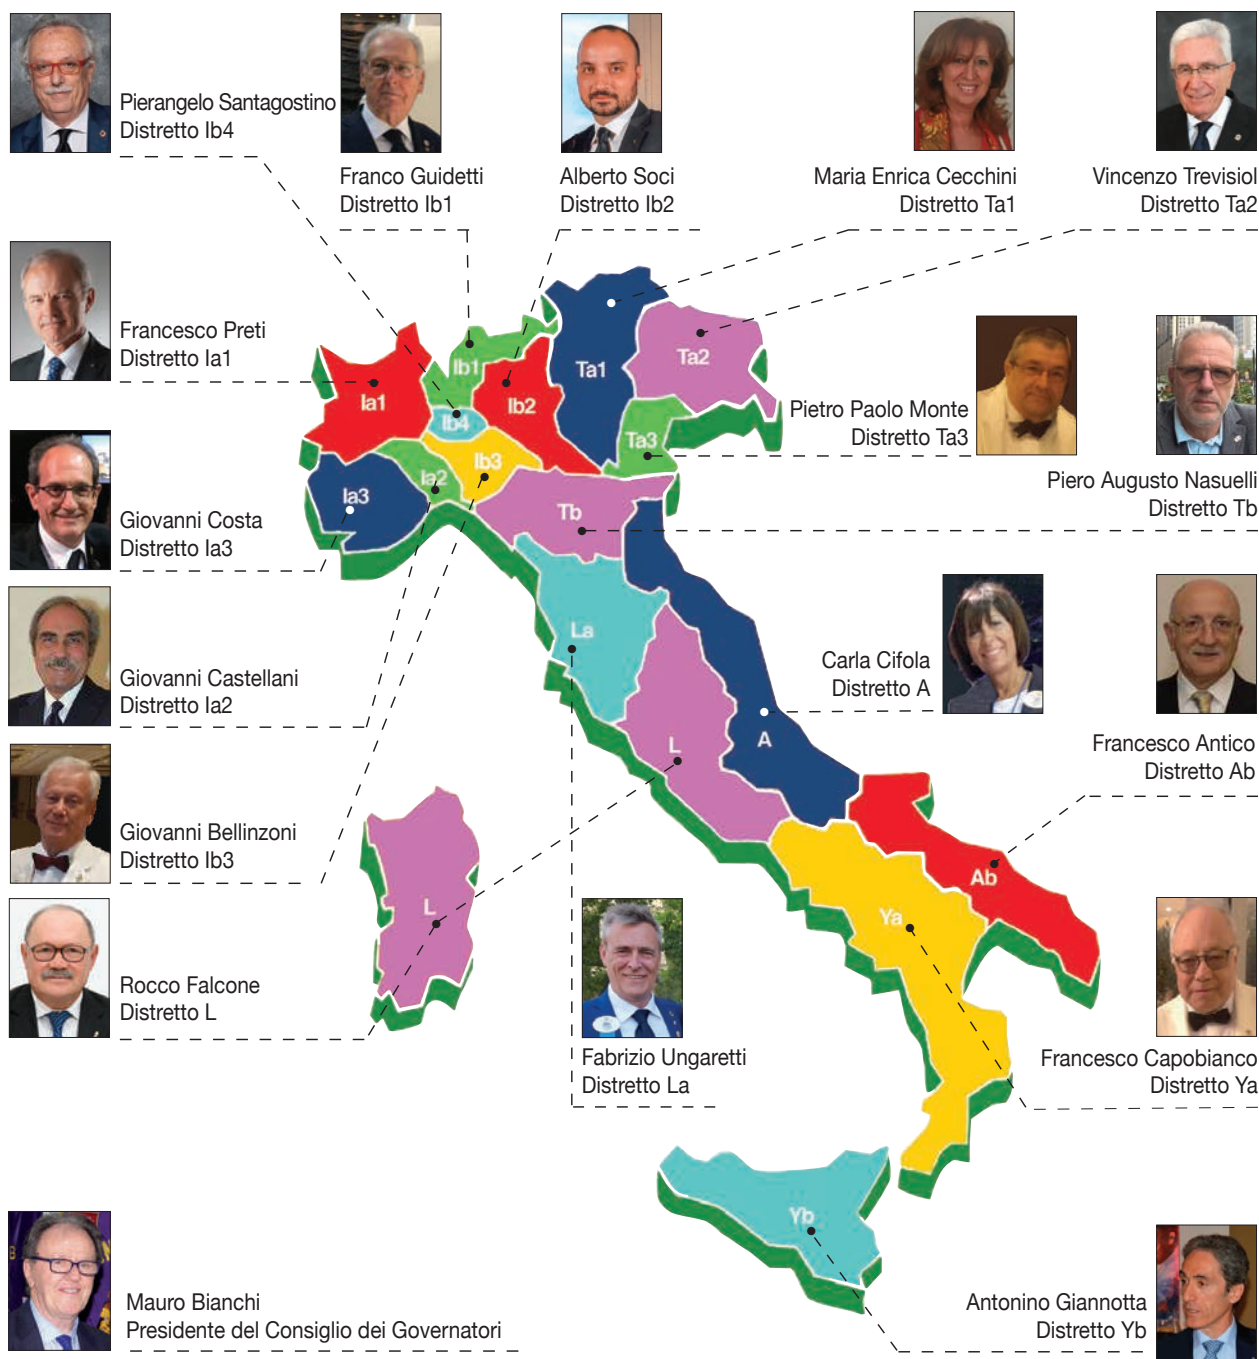 Pierangelo Santagostino
Distretto Ib4
Franco Guidetti
Distretto Ib1
Alberto Soci
Distretto Ib2
Maria Enrica Cecchini
Distretto Ta1
Vincenzo Trevisiol
Distretto Ta2
Francesco Preti
Distretto Ia1
Pietro Paolo Monte
Distretto Ta3
Piero Augusto Nasuelli
Distretto Tb
Giovanni Costa
Distretto Ia3
Giovanni Castellani
Distretto Ia2
Carla Cifola
Distretto A
Francesco Antico
Distretto Ab
Giovanni Bellinzoni
Distretto Ib3
Rocco Falcone
Distretto L
Fabrizio Ungaretti
Distretto La
Francesco Capobianco
Distretto Ya
Mauro Bianchi
Presidente del Consiglio dei Governatori
Antonino Giannotta
Distretto Yb
Ia1
Ib1
Ib2
Ib4
Ta1
Ta2
Ta3
Ib3
Ia2
Ia3
Tb
La
L
A
L
Ab
Ya
Yb